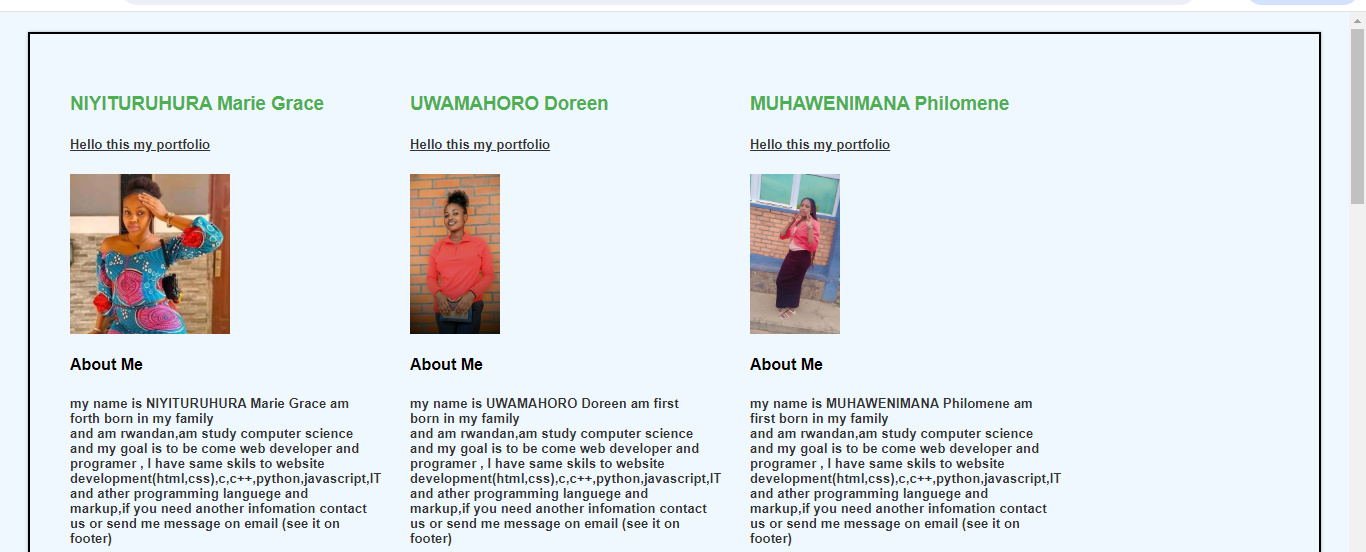 NIYITURUHURA Marie Grace
Hello this my portfolio
About Me
my name is NIYITURUHURA Marie Grace am
forth born in my family
and am rwandan,am study computer science
and my goal is to be come web developer and
programer , I have same skils to website
development(html,css),c,c++,python,javascript,IT
and ather programming languege and
markup,if you need another infomation contact
us or send me message on email (see it on
footer)
UWAMAHORO Doreen
Hello this my portfolio
About Me
my name is UWAMAHORO Doreen am first
born in my family
and am rwandan,am study computer science
and my goal is to be come web developer and
programer , I have same skils to website
development(html,css),c,c++,python,javascript,IT
and ather programming languege and
markup,if you need another infomation contact
us or send me message on email (see it on
footer)
MUHAWENIMANA Philomene
Hello this my portfolio
About Me
my name is MUHAWENIMANA Philomene am
first born in my family
and am rwandan,am study computer science
and my goal is to be come web developer and
programer , I have same skils to website
development(html,css),c,c++,python,javascript,IT
and ather programming languege and
markup,if you need another infomation contact
us or send me message on email (see it on
footer)